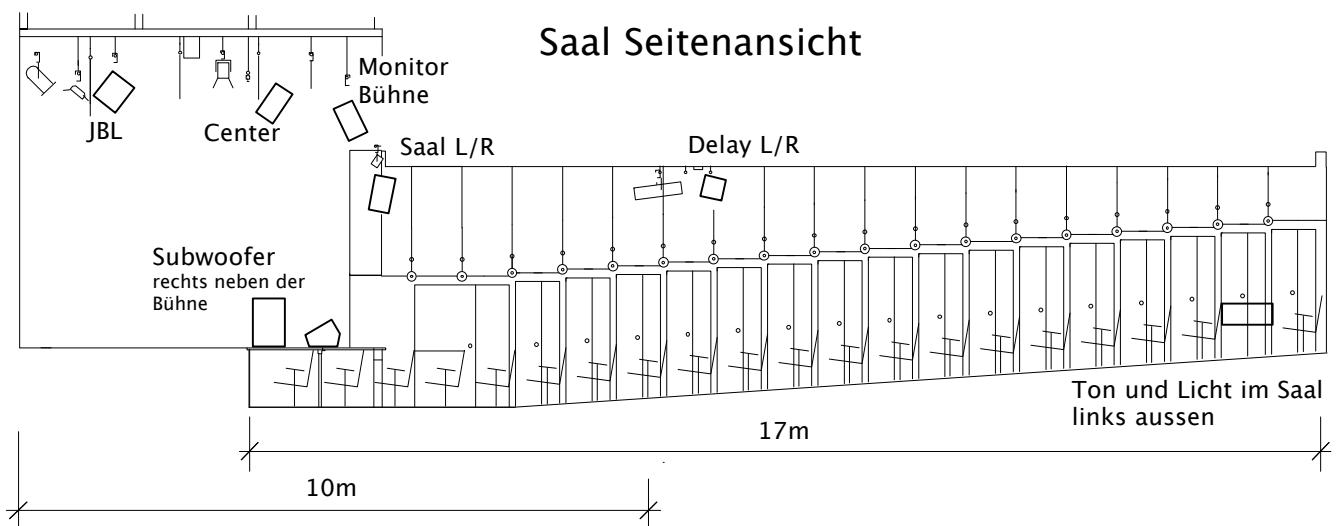 Saal Seitenansicht
Monitor
Bühne
JBL
Center
Saal L/R
Delay L/R
Subwoofer
rechts neben der
Bühne
Ton und Licht im Saal
links aussen
17m
10m